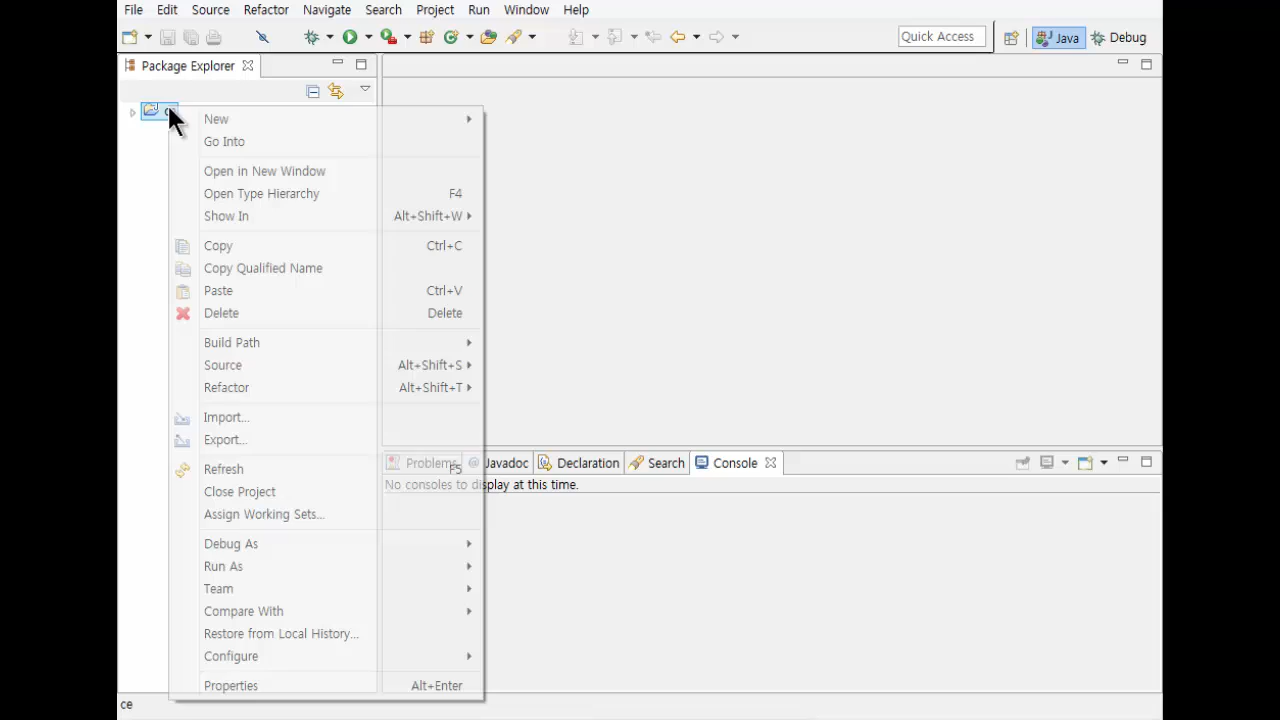 File Edit Source Refactor Navigate Search Project Run Window Help
Quick Access Java Debug
Package Explorer
New
Go Into
Open in New Window
Open Type Hierarchy F4
Show In Alt+Shift+W
Copy Ctrl+C
Copy Qualified Name
Paste Ctrl+V
Delete Delete
Build Path
Source Alt+Shift+S
Refactor Alt+Shift+T
Import...
Export...
Problems @ Javadoc Declaration Search Console
Refresh F5
No consoles to display at this time.
Close Project
Assign Working Sets...
Debug As
Run As
Team
Compare With
Restore from Local History...
Configure
Properties Alt+Enter
ce